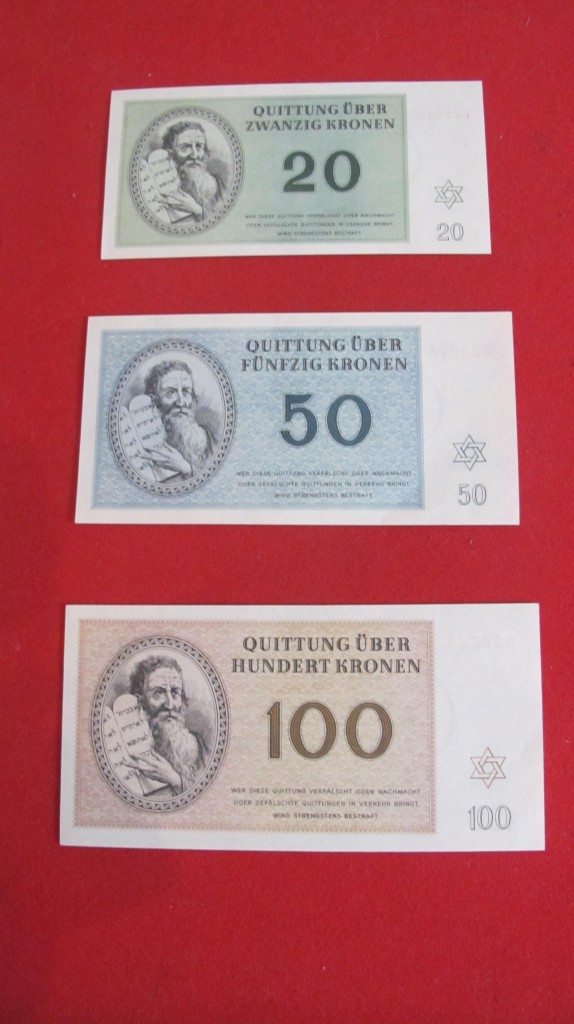 QUITTUNG ÜBER
ZWANZIG KRONEN
20
WER DIESE QUITTUNG VERFÄLSCHT ODER NACHMACHT
ODER GEFÄLSCHTE QUITTUNGEN IN VERKEHR BRINGT,
WIRD STRENGSTENS BESTRAFT
20
QUITTUNG ÜBER
FÜNFZIG KRONEN
50
WER DIESE QUITTUNG VERFÄLSCHT ODER NACHMACHT
ODER GEFÄLSCHTE QUITTUNGEN IN VERKEHR BRINGT,
WIRD STRENGSTENS BESTRAFT
50
QUITTUNG ÜBER
HUNDERT KRONEN
100
WER DIESE QUITTUNG VERFÄLSCHT ODER NACHMACHT
ODER GEFÄLSCHTE QUITTUNGEN IN VERKEHR BRINGT,
WIRD STRENGSTENS BESTRAFT
100